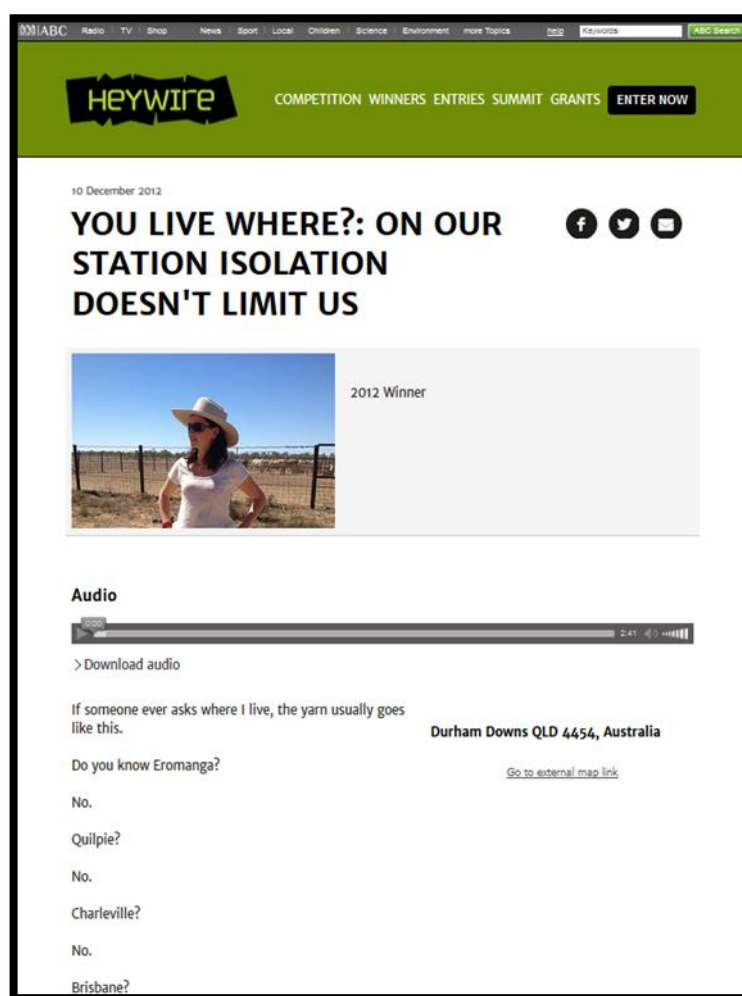 ABC Radio TV Shop News Sport Local Children Science Environment more Topics help Keywords ABC Search
HEYWIRE COMPETITION WINNERS ENTRIES SUMMIT GRANTS ENTER NOW
10 December 2012
YOU LIVE WHERE?: ON OUR
STATION ISOLATION
DOESN'T LIMIT US
2012 Winner
Audio
0:00
2:41
>Download audio
If someone ever asks where I live, the yarn usually goes
like this.
Durham Downs QLD 4454, Australia
Go to external map link
Do you know Eromanga?
No.
Quilpie?
No.
Charleville?
No.
Brisbane?